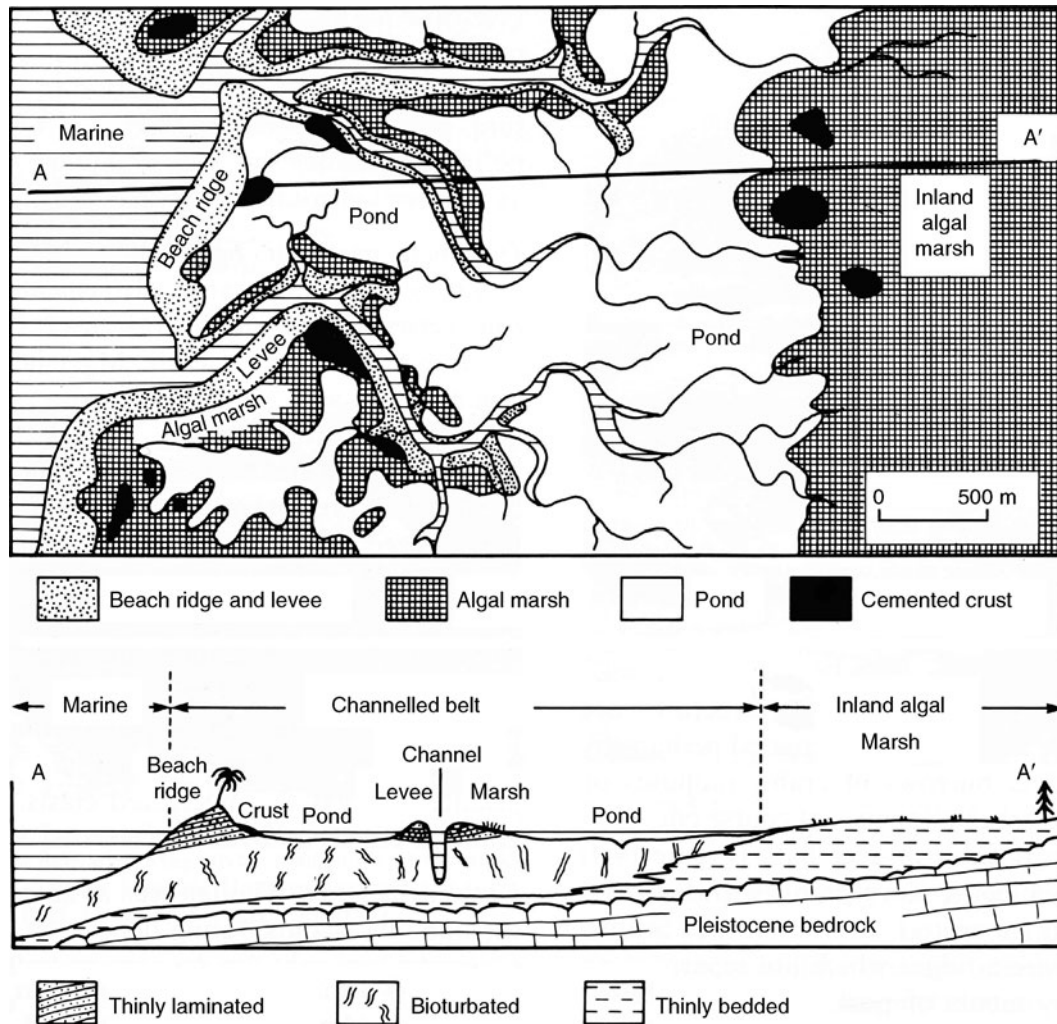 Marine
A
Beach ridge
Pond
Levee
Algal marsh
Pond
A'
Inland
algal
marsh
0 500 m
Beach ridge and levee
Algal marsh
Pond
Cemented crust
Marine
Channelled belt
Inland algal
Marsh
A
Beach
ridge
Crust
Pond
Levee
Channel
Marsh
Pond
A'
Pleistocene bedrock
Thinly laminated
Bioturbated
Thinly bedded